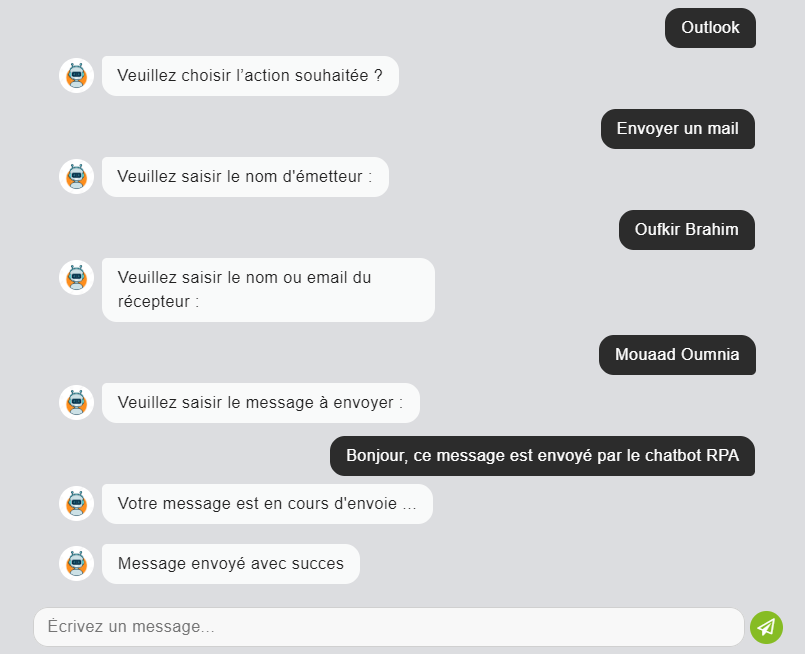 Outlook
Veuillez choisir l'action souhaitée ?
Envoyer un mail
Veuillez saisir le nom d'émetteur :
Oufkir Brahim
Veuillez saisir le nom ou email du
récepteur :
Mouaad Oumnia
Veuillez saisir le message à envoyer :
Bonjour, ce message est envoyé par le chatbot RPA
Votre message est en cours d'envoie ...
Message envoyé avec succes
Écrivez un message...